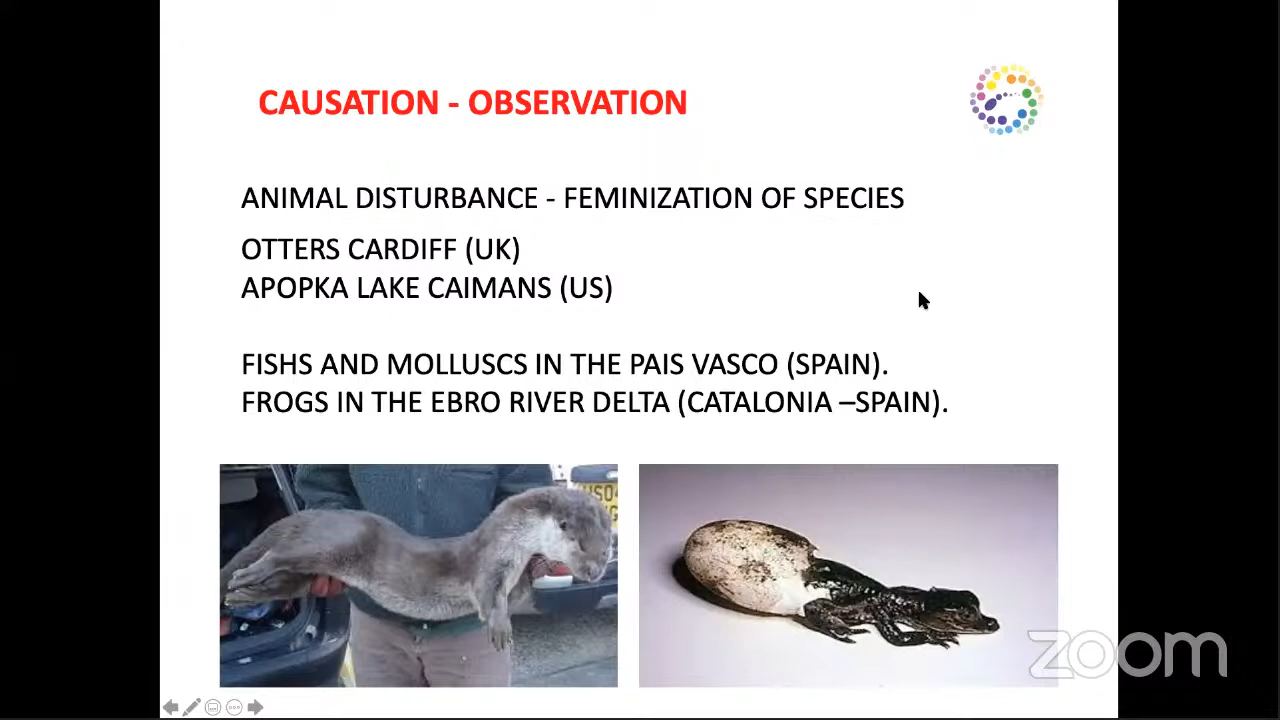 CAUSATION - OBSERVATION
ANIMAL DISTURBANCE - FEMINIZATION OF SPECIES
OTTERS CARDIFF (UK)
APOPKA LAKE CAIMANS (US)
FISHS AND MOLLUSCS IN THE PAIS VASCO (SPAIN).
FROGS IN THE EBRO RIVER DELTA (CATALONIA –SPAIN).
zoom